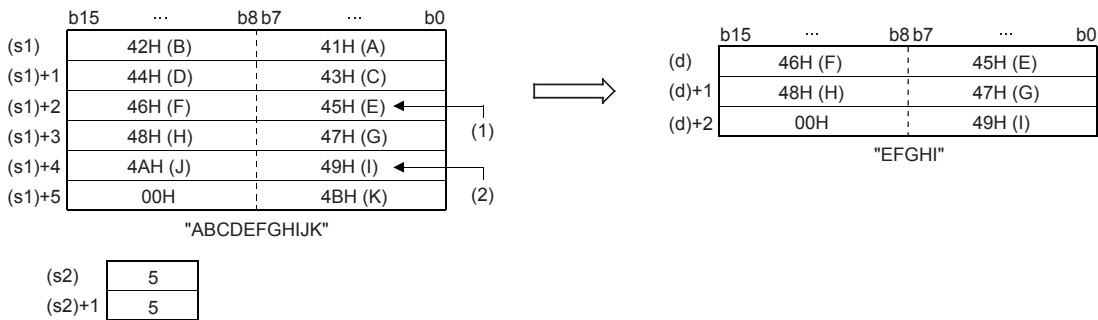 b15 ... b8 b7 ... b0
(s1) 42H (B) 41H (A)
(s1)+1 44H (D) 43H (C)
(s1)+2 46H (F) 45H (E)
(s1)+3 48H (H) 47H (G) (1)
(s1)+4 4AH (J) 49H (I)
(s1)+5 00H 4BH (K) (2)
"ABCDEFGHIJK"
(s2) 5
(s2)+1 5
b15 ... b8 b7 ... b0
(d) 46H (F) 45H (E)
(d)+1 48H (H) 47H (G)
(d)+2 00H 49H (I)
"EFGHI"